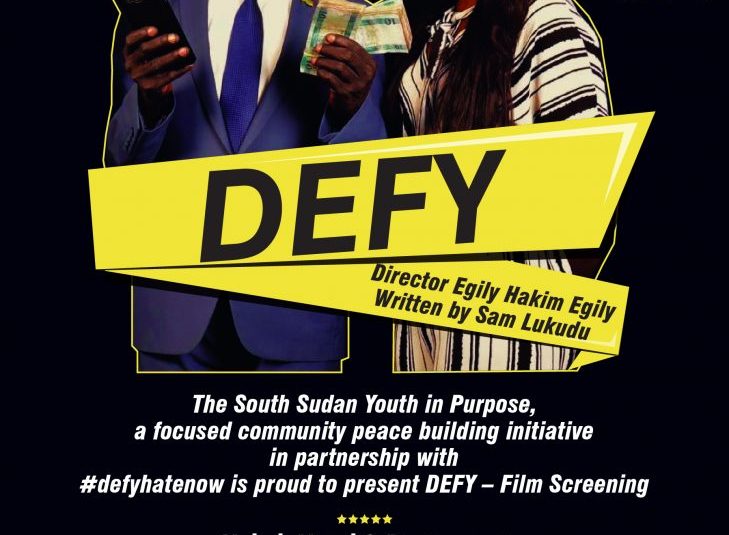 DEFY
Director Egily Hakim Egily
Written by Sam Lukudu
The South Sudan Youth in Purpose,
a focused community peace building initiative
in partnership with
#defyhatenow is proud to present DEFY – Film Screening